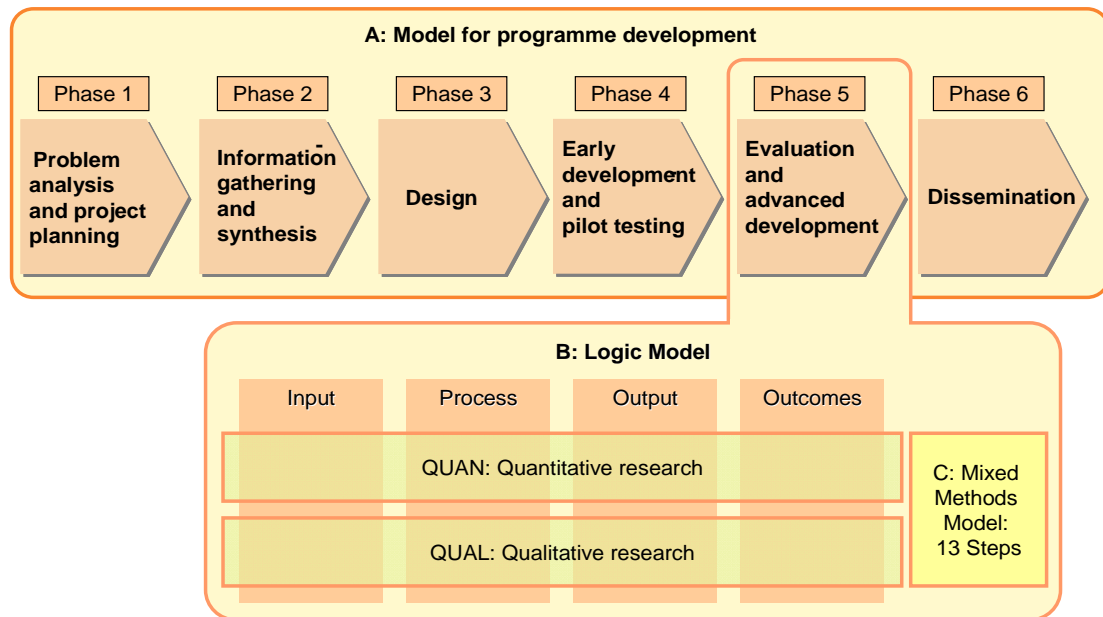 A: Model for programme development
Phase 1
Phase 2
Phase 3
Phase 4
Phase 5
Phase 6
Problem
analysis
and project
planning
Information-
gathering
and
synthesis
Design
Early
development-
and
pilot testing
Evaluation
and
advanced
development
Dissemination
B: Logic Model
Input
Process
Output
Outcomes
QUAN: Quantitative research
QUAL: Qualitative research
C: Mixed
Methods
Model:
13 Steps